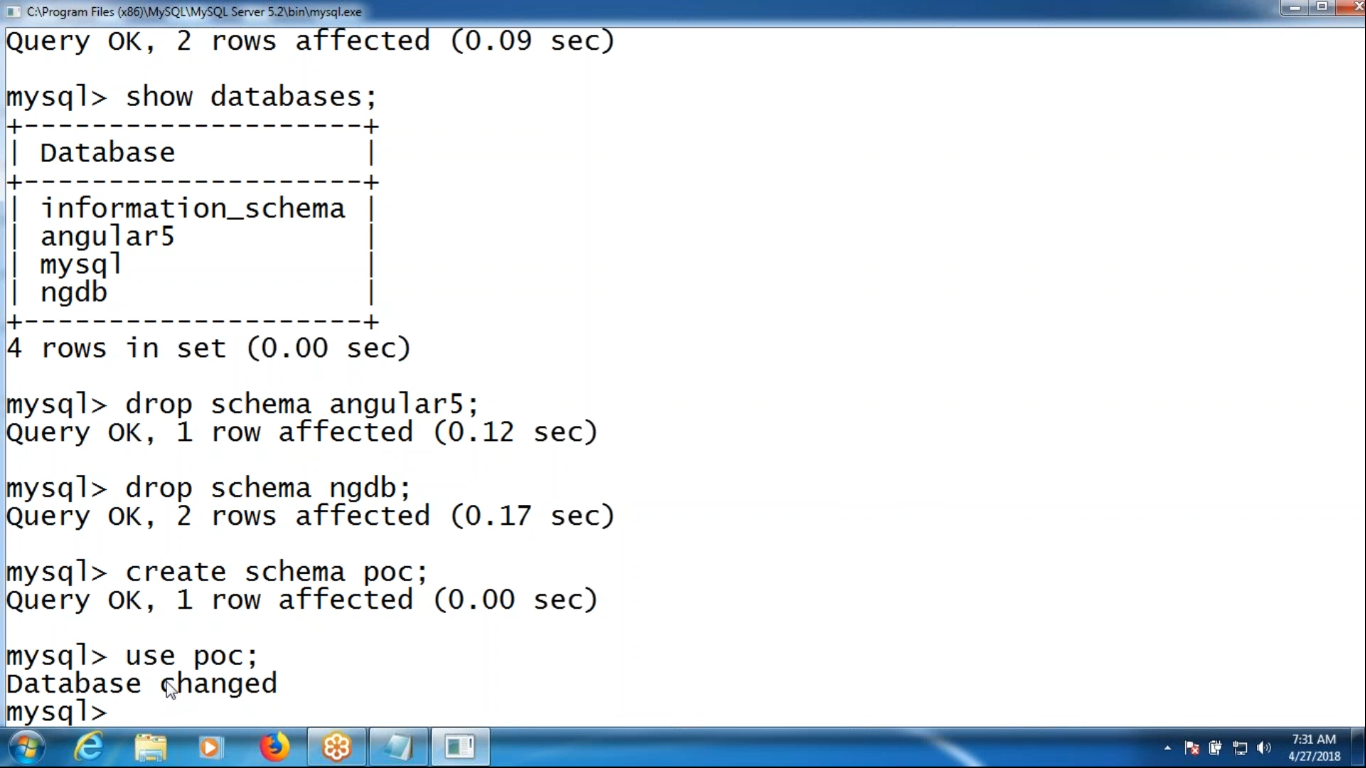 C:\Program Files (x86)\MySQL\MySQL Server 5.2\bin\mysql.exe
Query OK, 2 rows affected (0.09 sec)
mysql> show databases;
+--------------------+
| Database           |
+--------------------+
| information_schema |
| angular5           |
| mysql              |
| ngdb               |
+--------------------+
4 rows in set (0.00 sec)
mysql> drop schema angular5;
Query OK, 1 row affected (0.12 sec)
mysql> drop schema ngdb;
Query OK, 2 rows affected (0.17 sec)
mysql> create schema poc;
Query OK, 1 row affected (0.00 sec)
mysql> use poc;
Database changed
mysql>
7:31 AM
4/27/2018